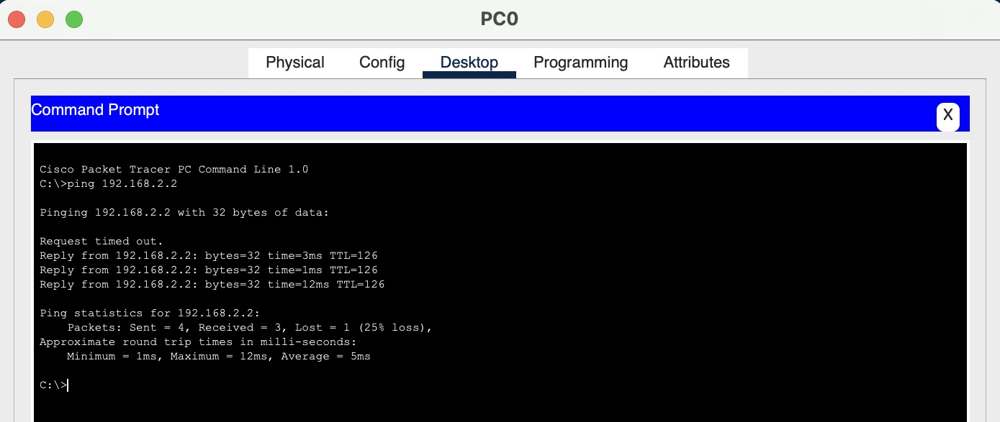 PC0
Physical Config Desktop Programming Attributes
Command Prompt
X
Cisco Packet Tracer PC Command Line 1.0
C:\>ping 192.168.2.2
Pinging 192.168.2.2 with 32 bytes of data:
Request timed out.
Reply from 192.168.2.2: bytes=32 time=3ms TTL=126
Reply from 192.168.2.2: bytes=32 time=1ms TTL=126
Reply from 192.168.2.2: bytes=32 time=12ms TTL=126
Ping statistics for 192.168.2.2:
    Packets: Sent = 4, Received = 3, Lost = 1 (25% loss),
Approximate round trip times in milli-seconds:
    Minimum = 1ms, Maximum = 12ms, Average = 5ms
C:\>